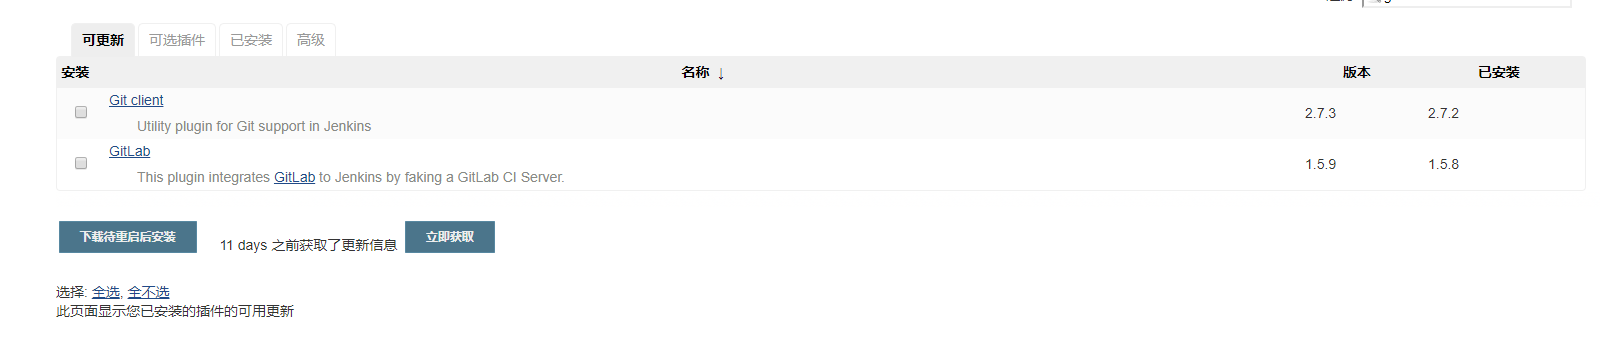 可更新 可选插件 已安装 高级
安装 名称 ↓ 版本 已安装
Git client
2.7.3 2.7.2
Utility plugin for Git support in Jenkins
GitLab
1.5.9 1.5.8
This plugin integrates GitLab to Jenkins by faking a GitLab CI Server.
下载待重启后安装 11 days 之前获取了更新信息 立即获取
选择: 全选, 全不选
此页面显示您已安装的插件的可用更新